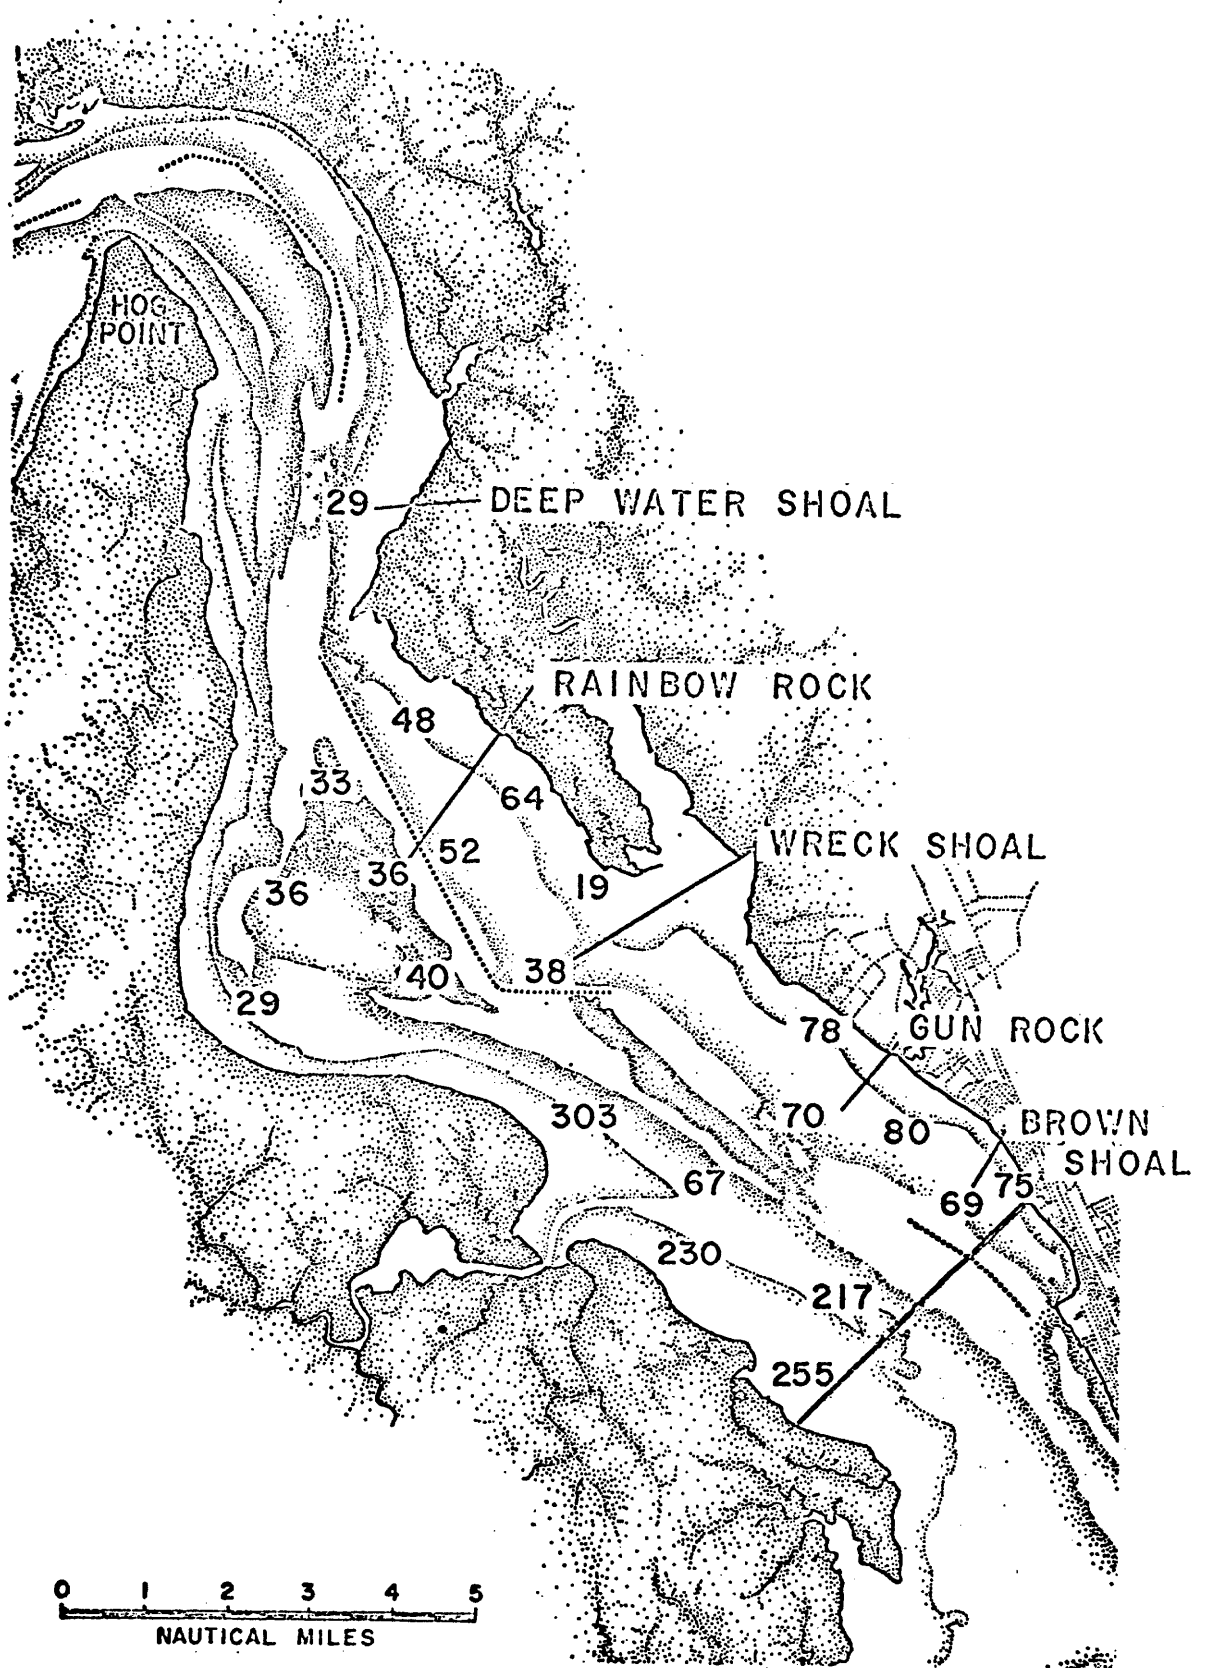 HOG
POINT
29
DEEP WATER SHOAL
RAINBOW ROCK
48
33
64
52
WRECK SHOAL
36
36
19
38
40
29
78
GUN ROCK
303
70
80
BROWN
SHOAL
67
75
69
230
217
255
0 1 2 3 4 5
NAUTICAL MILES